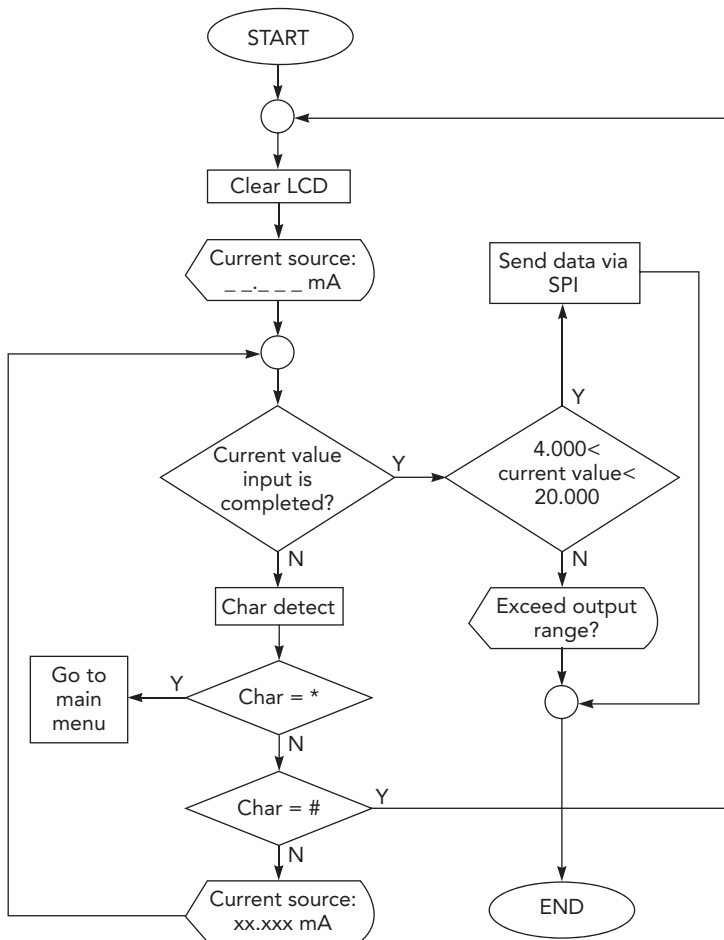 START
Clear LCD
Current source:
_ _._ _ _ mA
Send data via
SPI
Y
Current value
input is
completed?
Y
4.000<
current value<
20.000
N
N
Char detect
Exceed output
range?
Go to
main
menu
Y
Char = *
N
Char = #
Y
N
Current source:
xx.xxx mA
END